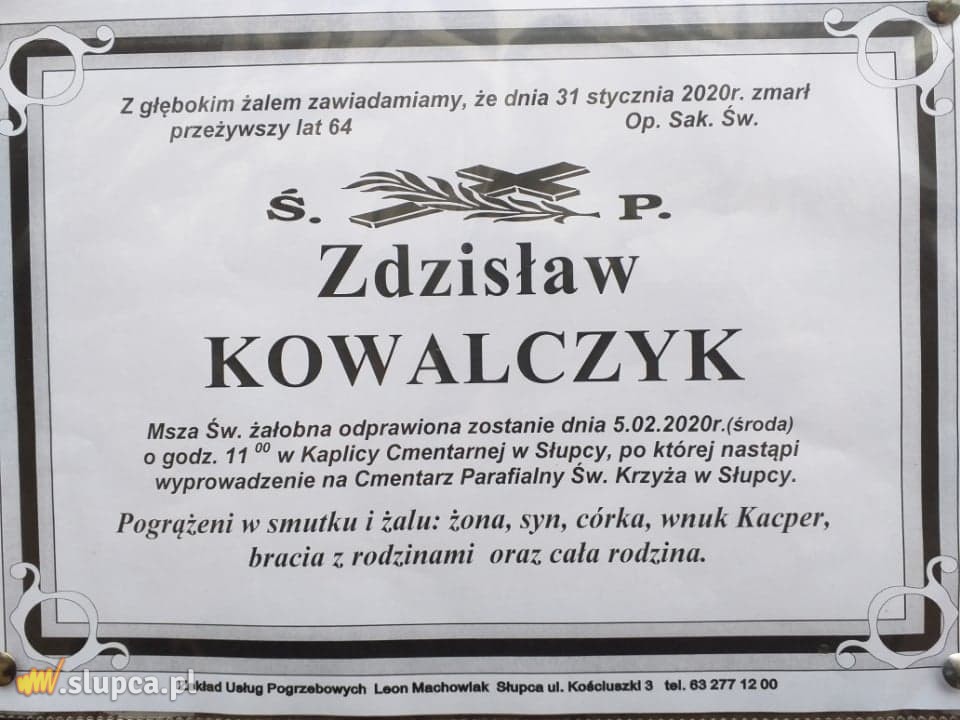 Z głębokim żalem zawiadamiamy, że dnia 31 stycznia 2020r. zmarł
przeżywszy lat 64 Op. Sak. Św.
Ś. P.
Zdzisław
KOWALCZYK
Msza Św. żałobna odprawiona zostanie dnia 5.02.2020r.(środa)
o godz. 11 00 w Kaplicy Cmentarnej w Słupcy, po której nastąpi
wyprowadzenie na Cmentarz Parafialny Św. Krzyża w Słupcy.
Pogrążeni w smutku i żalu: żona, syn, córka, wnuk Kacper,
bracia z rodzinami oraz cała rodzina.
.slupca.pl Usług Pogrzebowych Leon Machowiak Słupca ul. Kościuszki 3 tel. 63 277 12 00